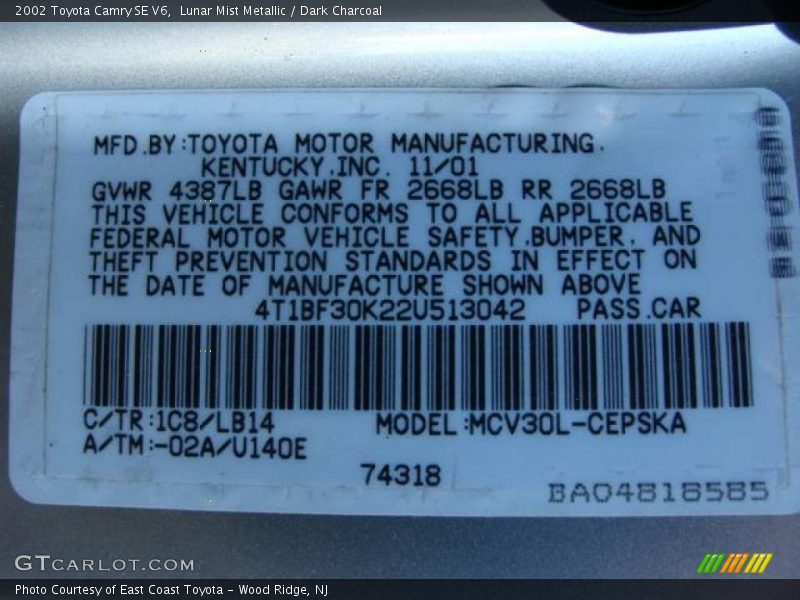 2002 Toyota Camry SE V6,  Lunar Mist Metallic / Dark Charcoal
MFD.BY:TOYOTA MOTOR MANUFACTURING.
KENTUCKY.INC. 11/01
GVWR 4387LB GAWR FR 2668LB RR 2668LB
THIS VEHICLE CONFORMS TO ALL APPLICABLE
FEDERAL MOTOR VEHICLE SAFETY.BUMPER. AND
THEFT PREVENTION STANDARDS IN EFFECT ON
THE DATE OF MANUFACTURE SHOWN ABOVE
4T1BF30K22U513042 PASS.CAR
C/TR:1C8/LB14 MODEL:MCV30L-CEPSKA
A/TM:-02A/U140E
74318
BA04818585
GTCARLOT.COM
Photo Courtesy of East Coast Toyota - Wood Ridge, NJ